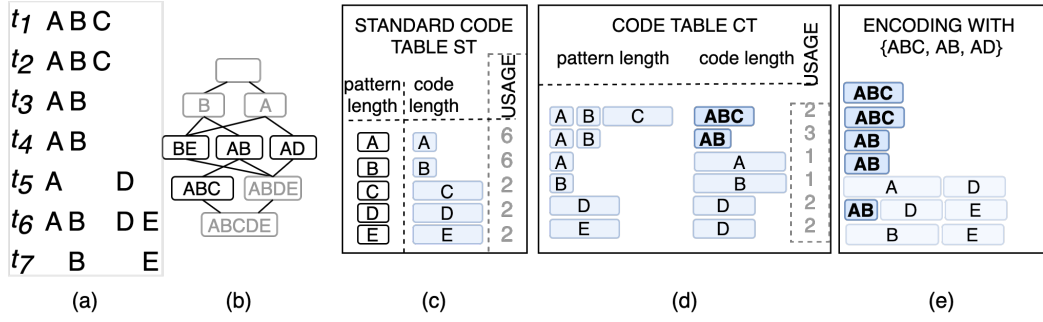 t1 A B C
t2 A B C
t3 A B
t4 A B
t5 A D
t6 A B D E
t7 B E
(a)
B A
BE AB AD
ABC ABDE
ABCDE
(b)
STANDARD CODE
TABLE ST
pattern length
code length
USAGE
A A 6
B B 6
C C 2
D D 2
E E 2
(c)
CODE TABLE CT
pattern length code length
USAGE
A B C ABC 2
A B AB 3
A A 1
B B 1
D D 2
E D 2
(d)
ENCODING WITH
{ABC, AB, AD}
ABC
ABC
AB
AB
A D
AB D E
B E
(e)